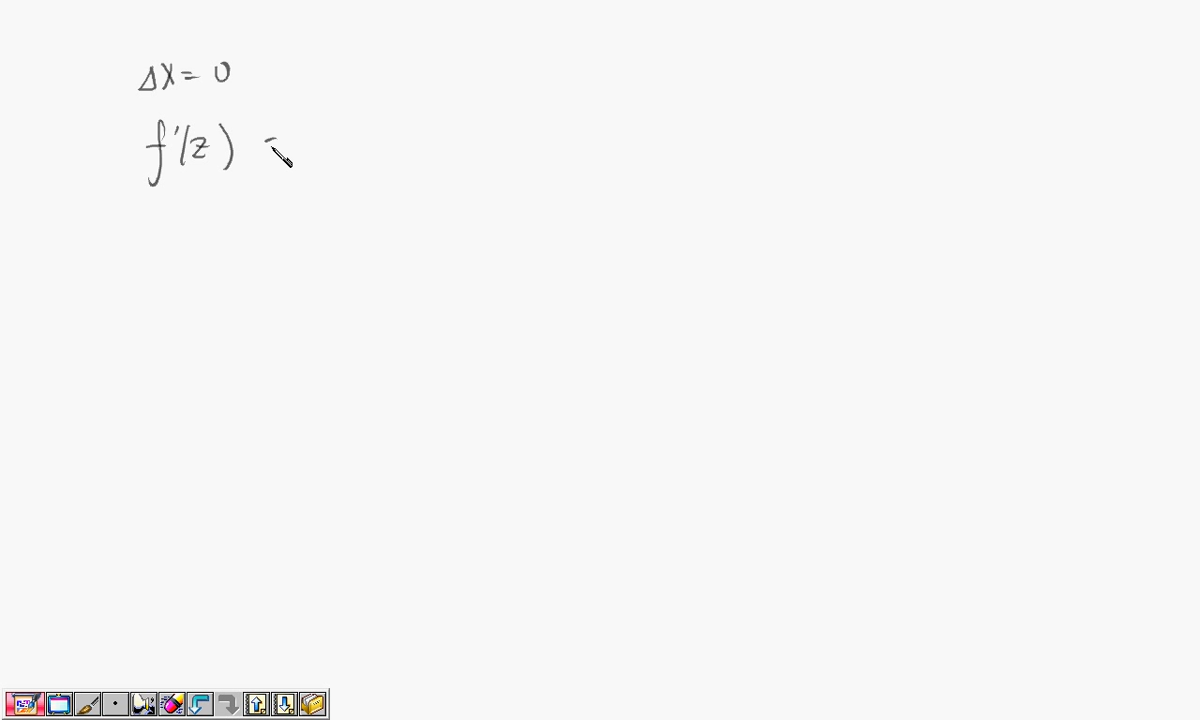 Δx = 0
f'(z) =